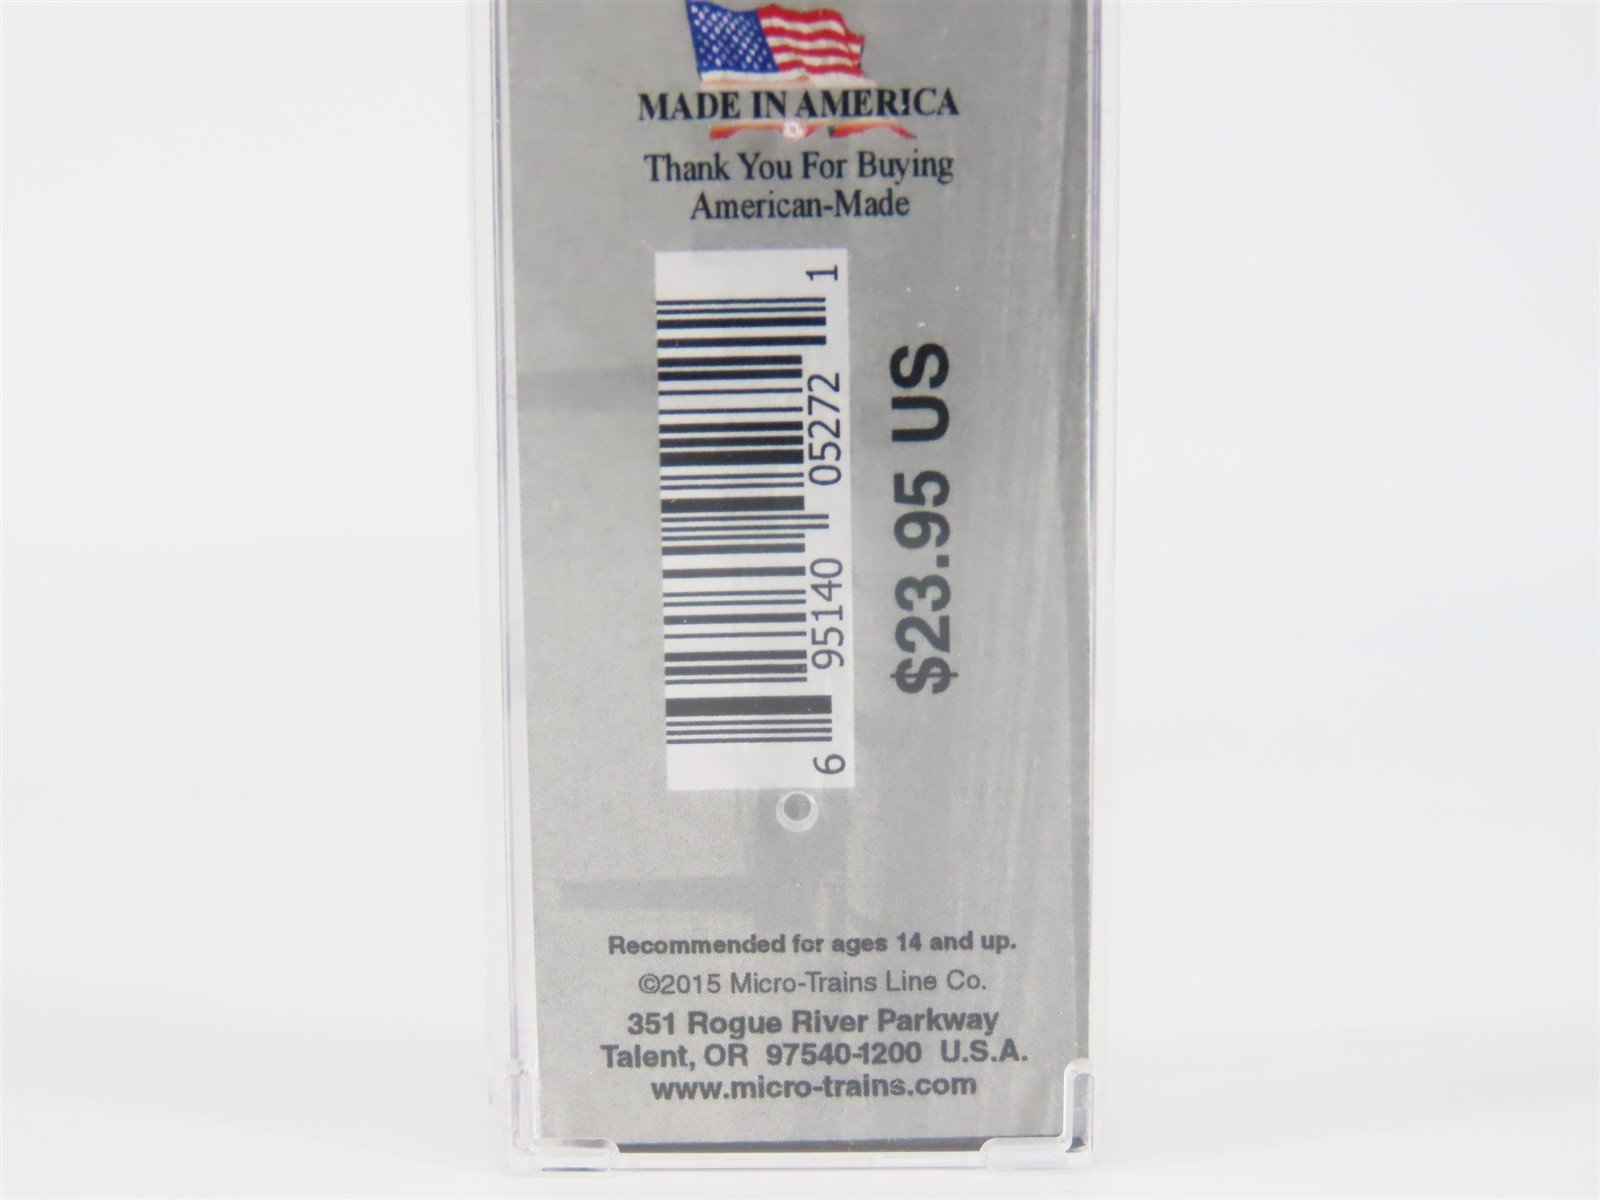 MADE IN AMERICA
Thank You For Buying
American-Made
6 95140 05272 1
$23.95 US
Recommended for ages 14 and up.
©2015 Micro-Trains Line Co.
351 Rogue River Parkway
Talent, OR 97540-1200 U.S.A.
www.micro-trains.com